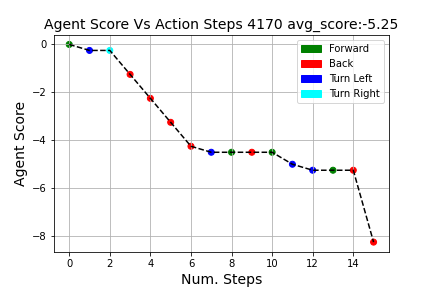 Agent Score Vs Action Steps 4170 avg_score:-5.25
Agent Score
0
−2
−4
−6
−8
Forward
Back
Turn Left
Turn Right
0 2 4 6 8 10 12 14
Num. Steps